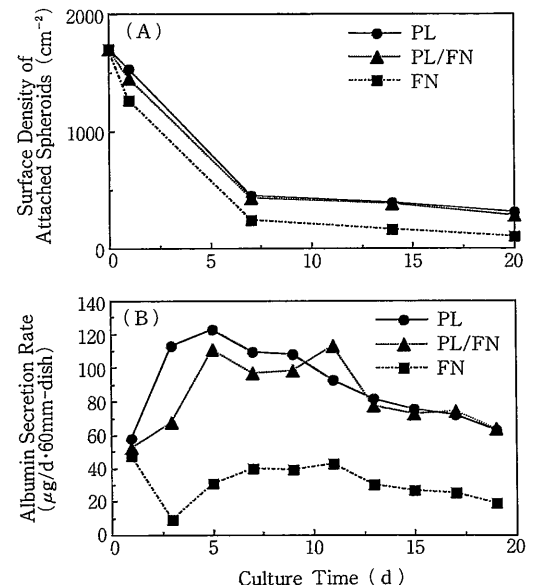 Surface Density of
Attached Spheroids (cm⁻²)
2000
1000
0
(A)
PL
PL/FN
FN
0 5 10 15 20
Albumin Secretion Rate
(μg/d·60mm-dish)
140
120
100
80
60
40
20
0
(B)
PL
PL/FN
FN
0 5 10 15 20
Culture Time (d)